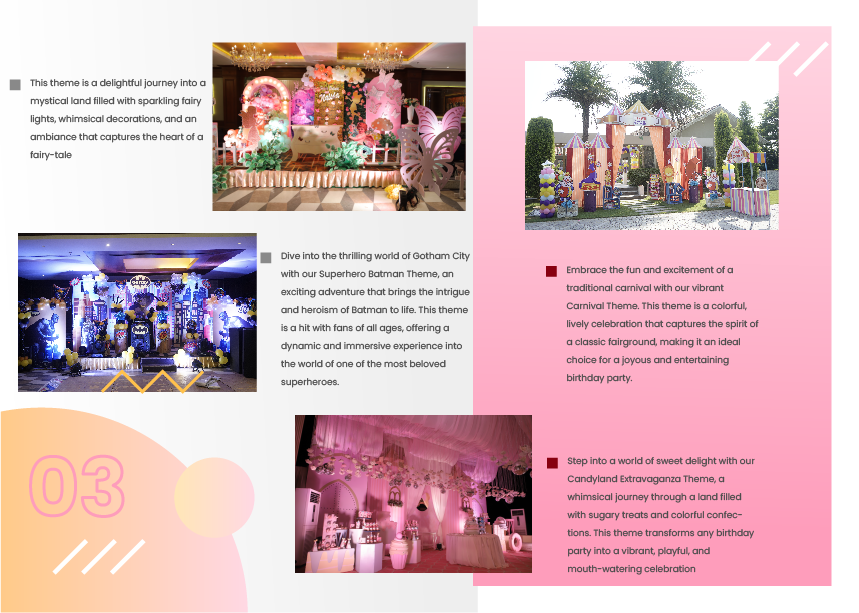 This theme is a delightful journey into a
mystical land filled with sparkling fairy
lights, whimsical decorations, and an
ambiance that captures the heart of a
fairy-tale
Dive into the thrilling world of Gotham City
with our Superhero Batman Theme, an
exciting adventure that brings the intrigue
and heroism of Batman to life. This theme
is a hit with fans of all ages, offering a
dynamic and immersive experience into
the world of one of the most beloved
superheroes.
03
Embrace the fun and excitement of a
traditional carnival with our vibrant
Carnival Theme. This theme is a colorful,
lively celebration that captures the spirit of
a classic fairground, making it an ideal
choice for a joyous and entertaining
birthday party.
Step into a world of sweet delight with our
Candyland Extravaganza Theme, a
whimsical journey through a land filled
with sugary treats and colorful confec-
tions. This theme transforms any birthday
party into a vibrant, playful, and
mouth-watering celebration